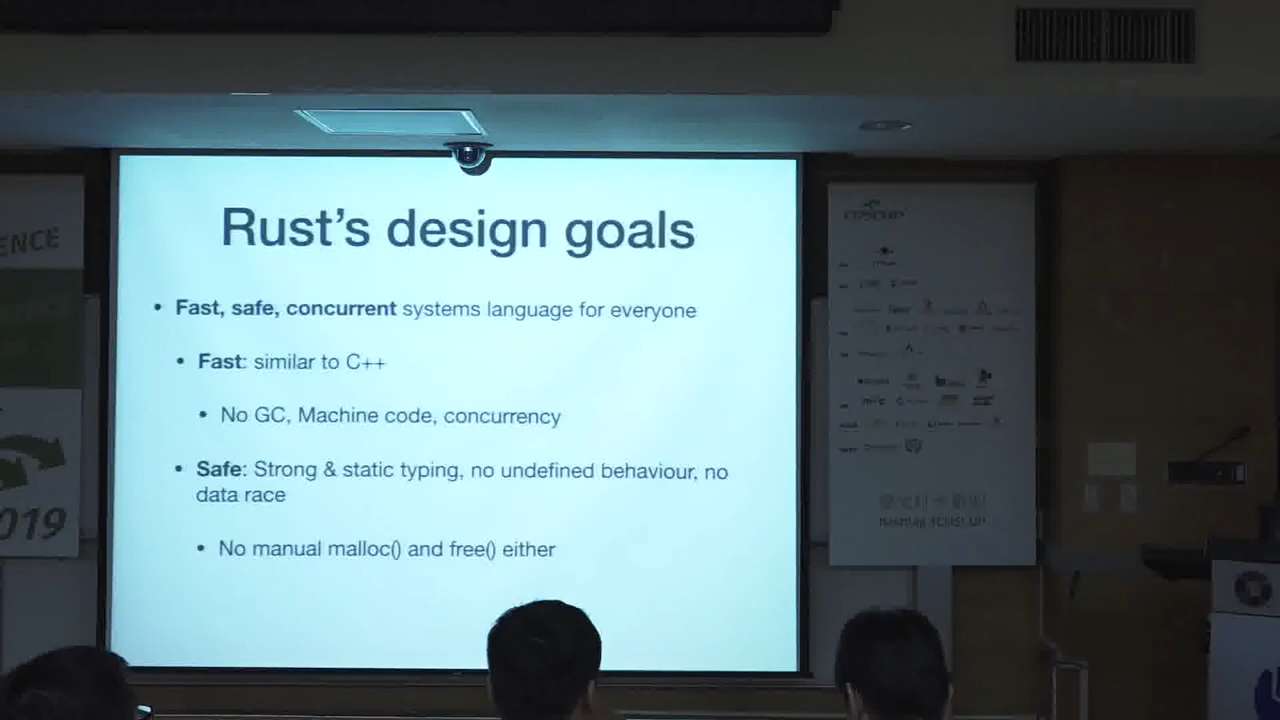 ENCE
2019
Rust's design goals
• Fast, safe, concurrent systems language for everyone
• Fast: similar to C++
• No GC, Machine code, concurrency
• Safe: Strong & static typing, no undefined behaviour, no
data race
• No manual malloc() and free() either